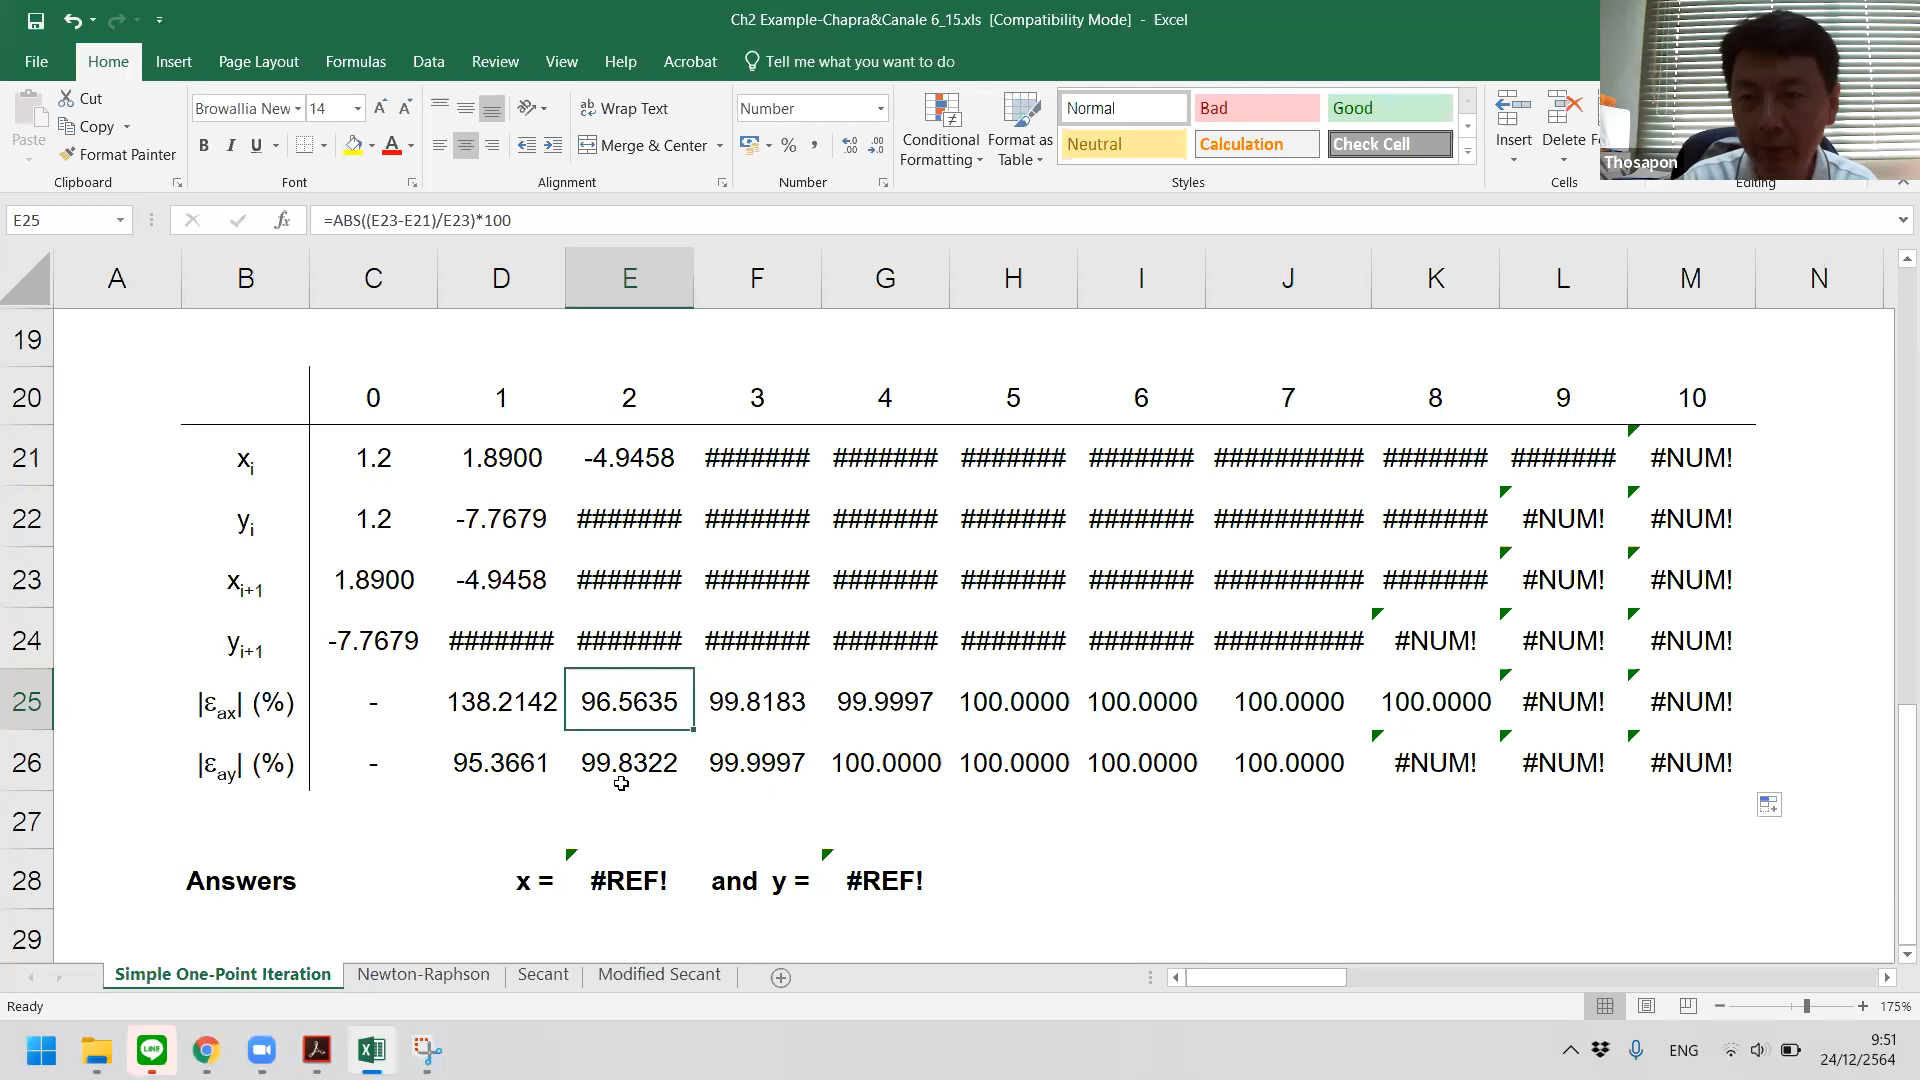 Ch2 Example-Chapra&Canale 6_15.xls [Compatibility Mode] - Excel
File Home Insert Page Layout Formulas Data Review View Help Acrobat Tell me what you want to do
Paste Cut Copy Format Painter Clipboard
Browallia New 14 A A B I U A Font
Wrap Text Merge & Center Alignment
Number % , Number
Conditional Formatting Format as Table
Normal Bad Good
Neutral Calculation Check Cell
Styles
Insert Delete Cells
Editing
Thosapon
E25 fx =ABS((E23-E21)/E23)*100
A B C D E F G H I J K L M N
19
20 0 1 2 3 4 5 6 7 8 9 10
21 xi 1.2 1.8900 -4.9458 ####### ####### ####### ####### ########## ####### ####### #NUM!
22 yi 1.2 -7.7679 ####### ####### ####### ####### ####### ########## ####### #NUM! #NUM!
23 xi+1 1.8900 -4.9458 ####### ####### ####### ####### ####### ########## ####### #NUM! #NUM!
24 yi+1 -7.7679 ####### ####### ####### ####### ####### ####### ########## #NUM! #NUM! #NUM!
25 |εax| (%) - 138.2142 96.5635 99.8183 99.9997 100.0000 100.0000 100.0000 100.0000 #NUM! #NUM!
26 |εay| (%) - 95.3661 99.8322 99.9997 100.0000 100.0000 100.0000 100.0000 #NUM! #NUM! #NUM!
27
28 Answers x = #REF! and y = #REF!
29
Simple One-Point Iteration Newton-Raphson Secant Modified Secant
Ready 175%
LINE ENG 9:51
24/12/2564